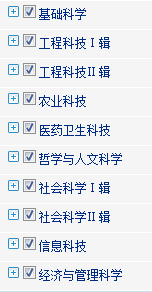 基础科学
工程科技Ⅰ辑
工程科技Ⅱ辑
农业科技
医药卫生科技
哲学与人文科学
社会科学Ⅰ辑
社会科学Ⅱ辑
信息科技
经济与管理科学